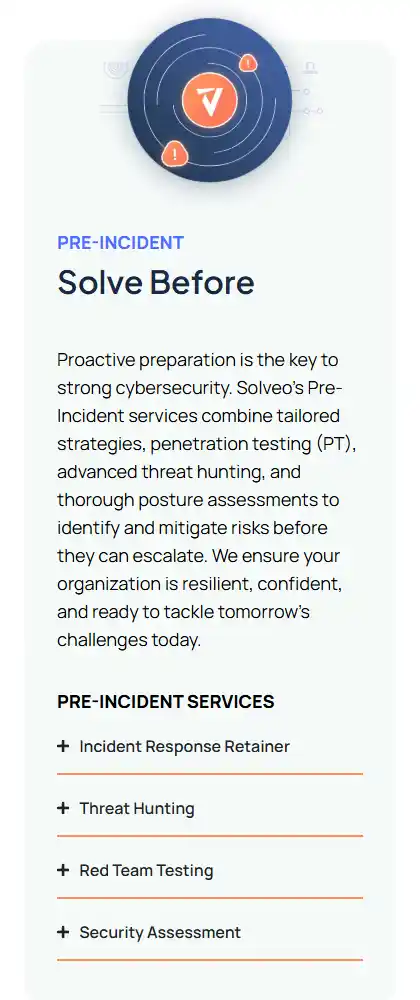 PRE-INCIDENT
Solve Before
Proactive preparation is the key to
strong cybersecurity. Solveo's Pre-
Incident services combine tailored
strategies, penetration testing (PT),
advanced threat hunting, and
thorough posture assessments to
identify and mitigate risks before
they can escalate. We ensure your
organization is resilient, confident,
and ready to tackle tomorrow's
challenges today.
PRE-INCIDENT SERVICES
+ Incident Response Retainer
+ Threat Hunting
+ Red Team Testing
+ Security Assessment